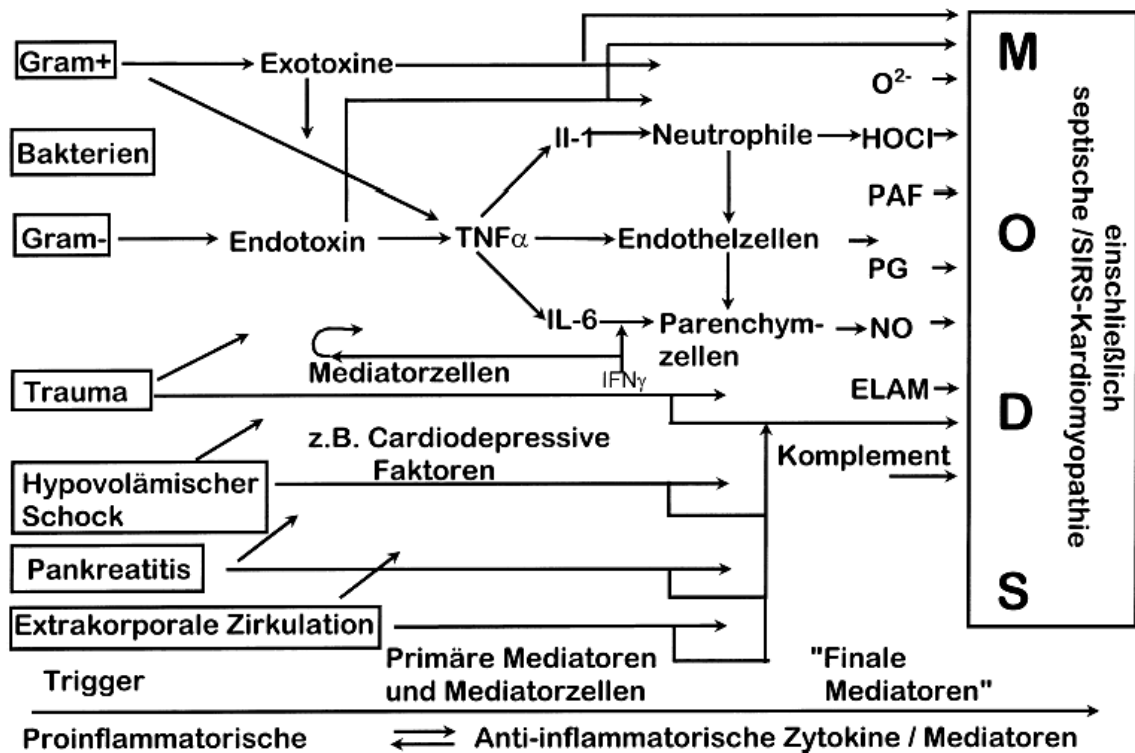 Gram+
Exotoxine
M
O2-
Il-1
Neutrophile
HOCl
Bakterien
PAF
Gram-
Endotoxin
TNFα
Endothelzellen
O
PG
IL-6
Parenchym-
zellen
NO
Mediatorzellen
IFNγ
Trauma
ELAM
D
z.B. Cardiodepressive
Faktoren
Komplement
Hypovolämischer
Schock
Pankreatitis
S
Extrakorporale Zirkulation
einschließlich
septische /SIRS-Kardiomyopathie
Trigger
Primäre Mediatoren
und Mediatorzellen
"Finale
Mediatoren"
Proinflammatorische
Anti-inflammatorische Zytokine / Mediatoren